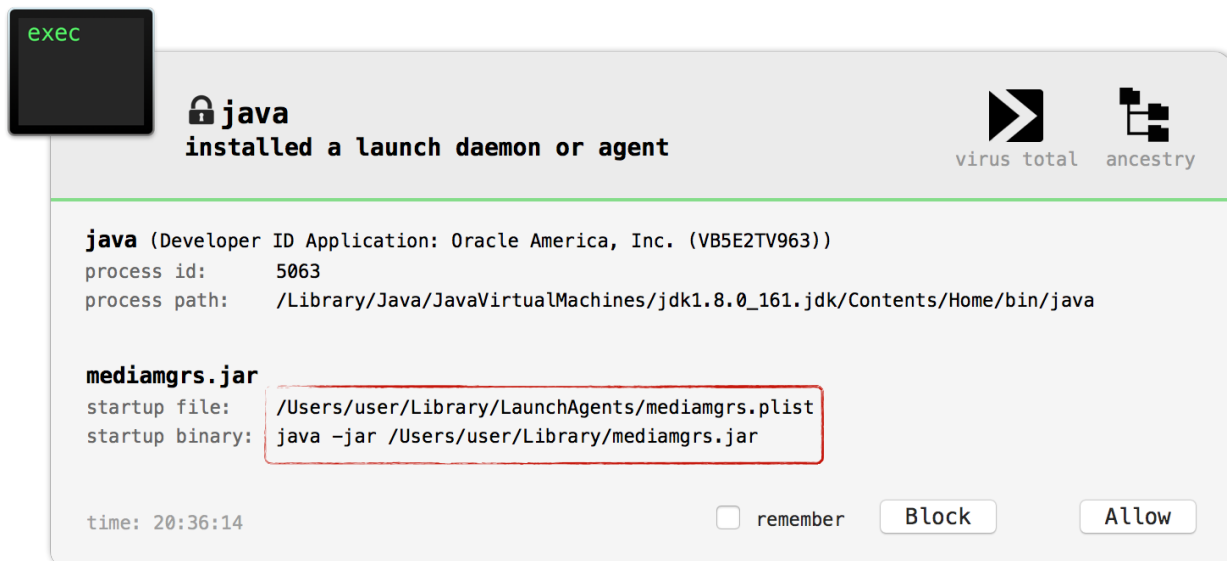 exec
java
installed a launch daemon or agent
virus total
ancestry
java (Developer ID Application: Oracle America, Inc. (VB5E2TV963))
process id: 5063
process path: /Library/Java/JavaVirtualMachines/jdk1.8.0_161.jdk/Contents/Home/bin/java
mediamgrs.jar
startup file: /Users/user/Library/LaunchAgents/mediamgrs.plist
startup binary: java -jar /Users/user/Library/mediamgrs.jar
time: 20:36:14
remember
Block
Allow